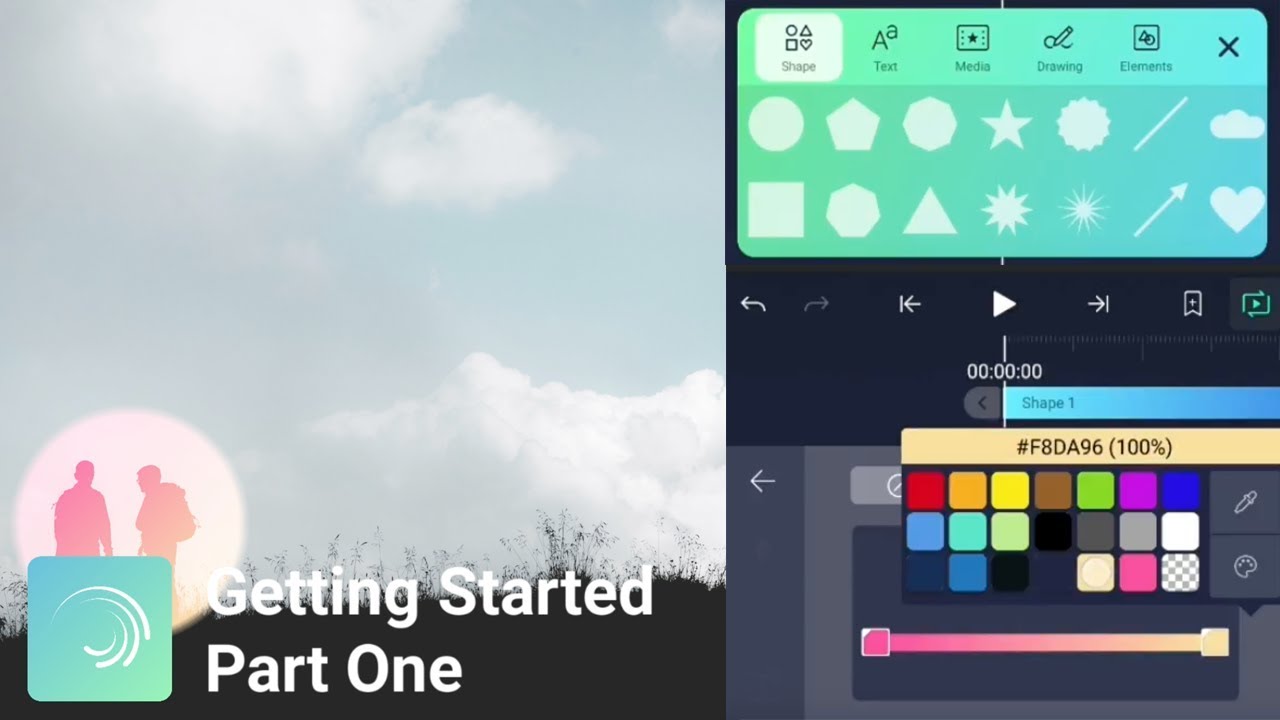 Getting Started
Part One
Shape
Text
Media
Drawing
Elements
00:00:00
Shape 1
#F8DA96 (100%)